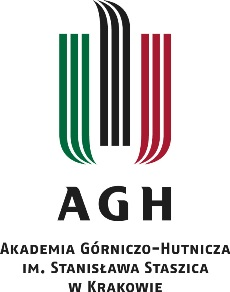 AGH
AKADEMIA GÓRNICZO-HUTNICZA
IM. STANISŁAWA STASZICA
W KRAKOWIE